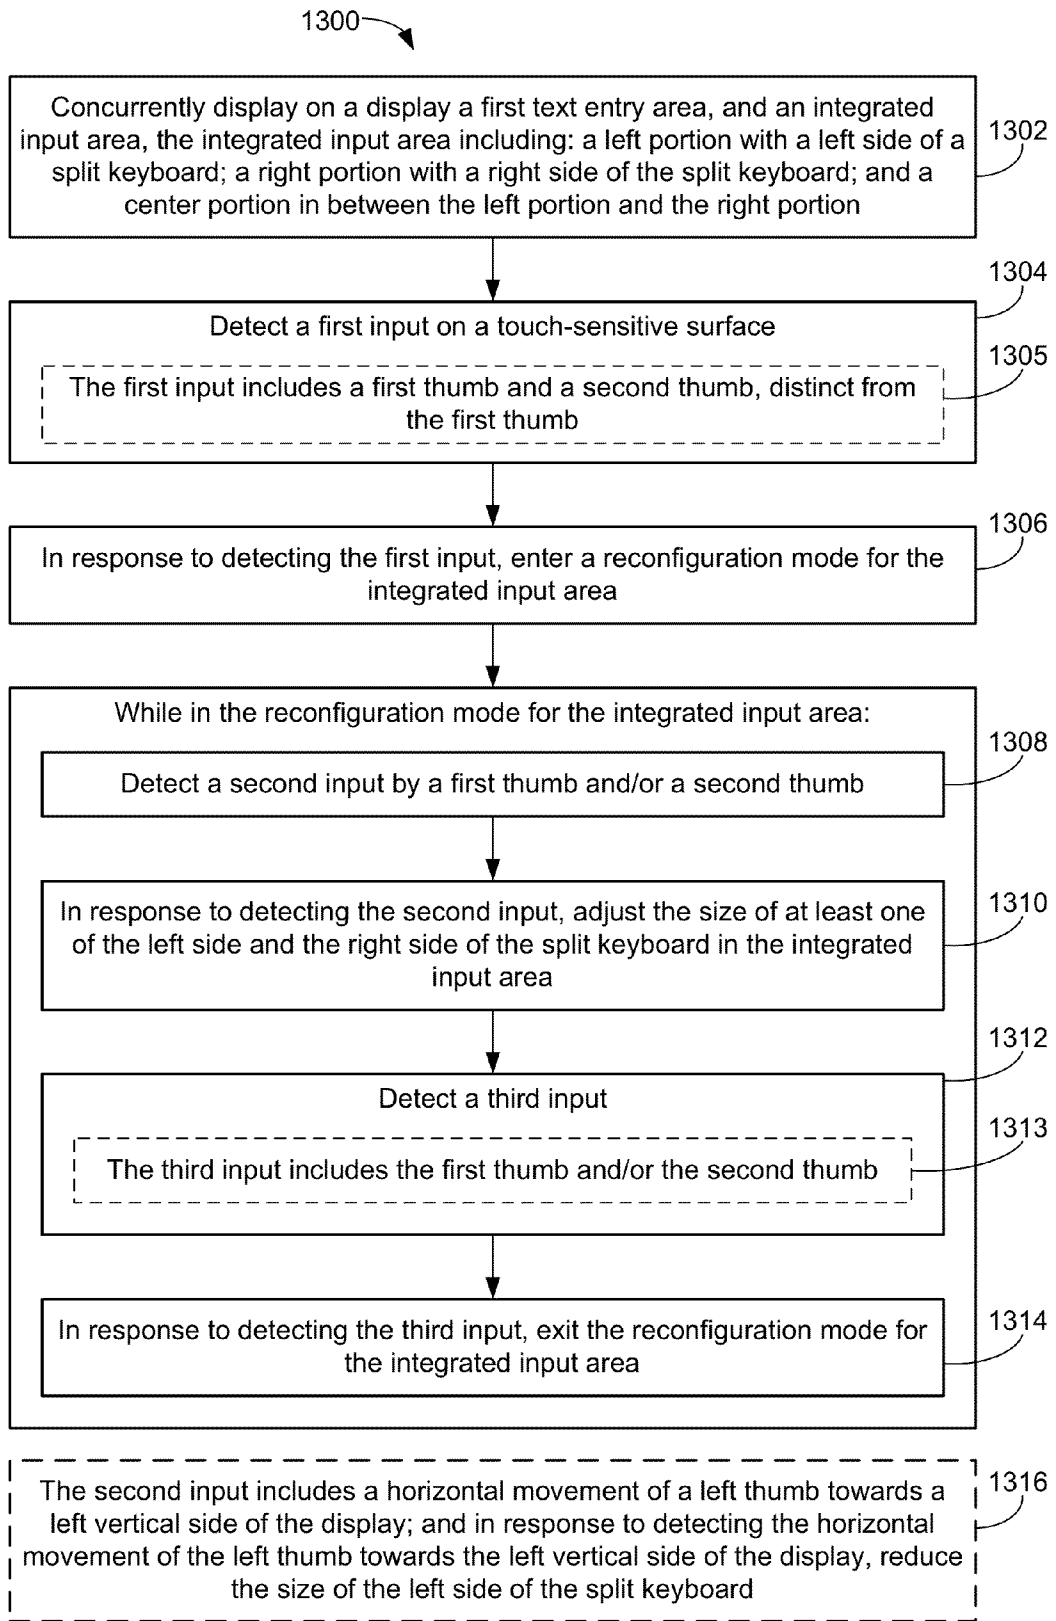 1300
Concurrently display on a display a first text entry area, and an integrated
input area, the integrated input area including: a left portion with a left side of a
split keyboard; a right portion with a right side of the split keyboard; and a
center portion in between the left portion and the right portion
1302
1304
Detect a first input on a touch-sensitive surface
1305
The first input includes a first thumb and a second thumb, distinct from
the first thumb
1306
In response to detecting the first input, enter a reconfiguration mode for the
integrated input area
While in the reconfiguration mode for the integrated input area:
1308
Detect a second input by a first thumb and/or a second thumb
1310
In response to detecting the second input, adjust the size of at least one
of the left side and the right side of the split keyboard in the integrated
input area
1312
Detect a third input
1313
The third input includes the first thumb and/or the second thumb
1314
In response to detecting the third input, exit the reconfiguration mode for
the integrated input area
1316
The second input includes a horizontal movement of a left thumb towards a
left vertical side of the display; and in response to detecting the horizontal
movement of the left thumb towards the left vertical side of the display, reduce
the size of the left side of the split keyboard